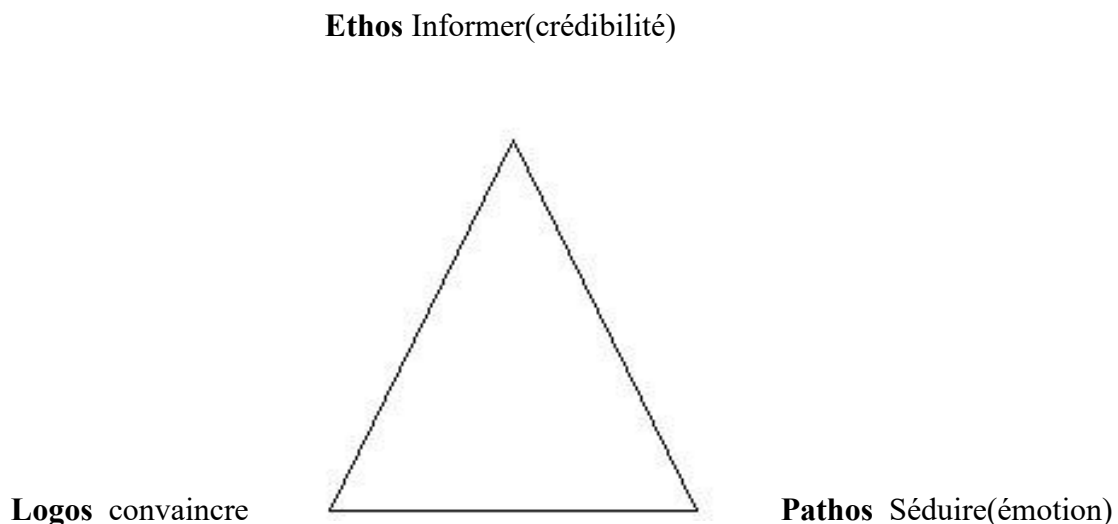 Ethos Informer(crédibilité)
Logos convaincre
Pathos Séduire(émotion)